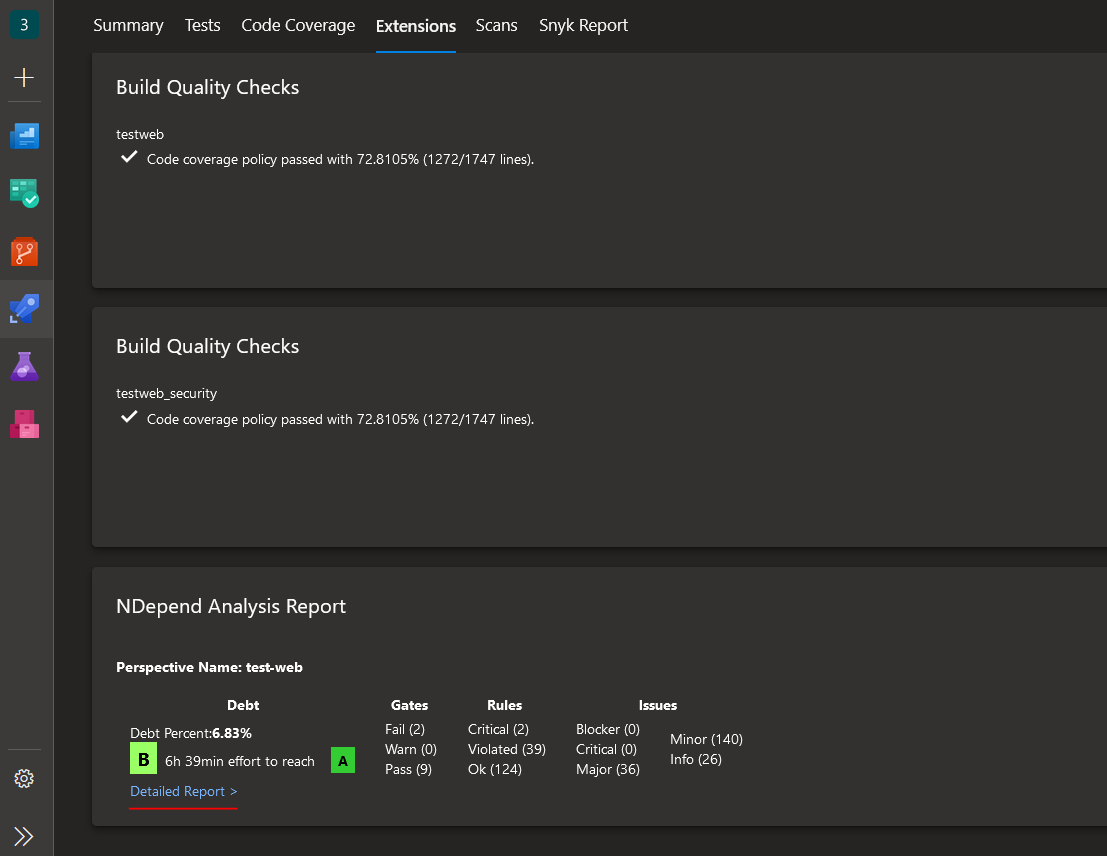 3
Summary Tests Code Coverage Extensions Scans Snyk Report
Build Quality Checks
testweb
Code coverage policy passed with 72.8105% (1272/1747 lines).
Build Quality Checks
testweb_security
Code coverage policy passed with 72.8105% (1272/1747 lines).
NDepend Analysis Report
Perspective Name: test-web
Debt
Debt Percent:6.83%
B 6h 39min effort to reach A
Detailed Report >
Gates
Fail (2)
Warn (0)
Pass (9)
Rules
Critical (2)
Violated (39)
Ok (124)
Issues
Blocker (0)
Critical (0)
Major (36)
Minor (140)
Info (26)